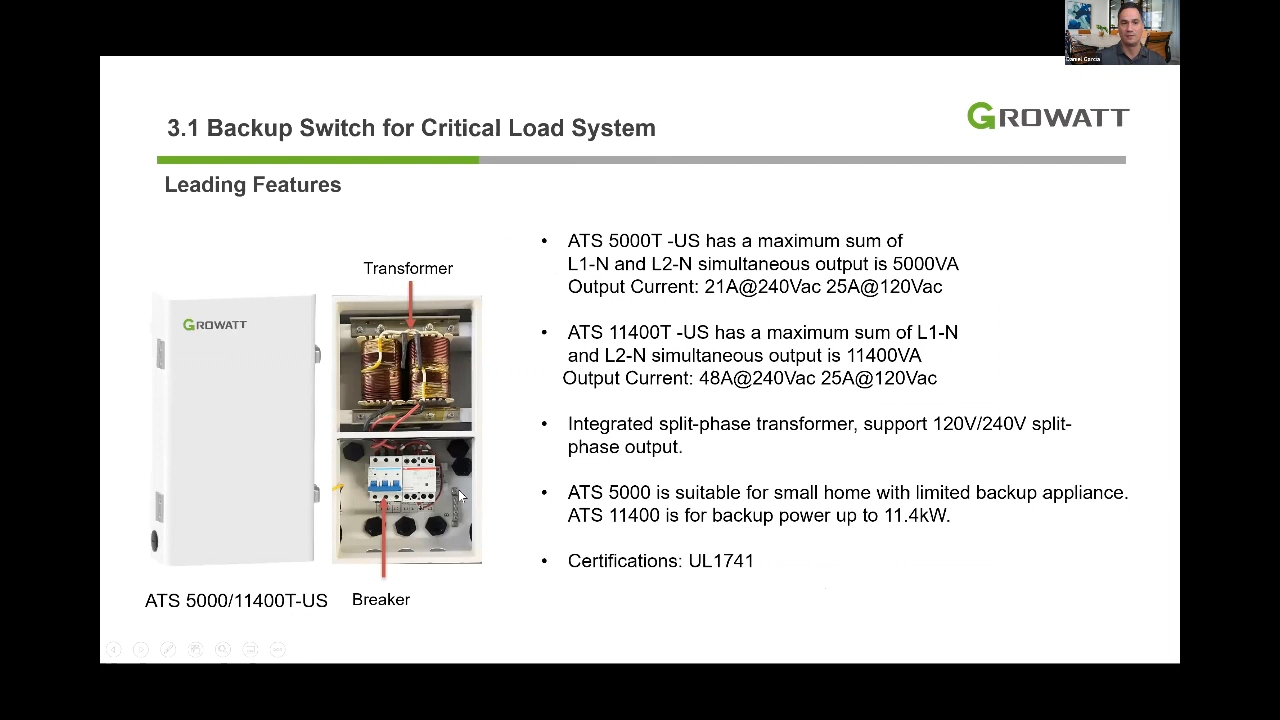 Daniel Garcia
3.1 Backup Switch for Critical Load System
GROWATT
Leading Features
Transformer
GROWATT
ATS 5000/11400T-US
Breaker
• ATS 5000T -US has a maximum sum of
L1-N and L2-N simultaneous output is 5000VA
Output Current: 21A@240Vac 25A@120Vac
• ATS 11400T -US has a maximum sum of L1-N
and L2-N simultaneous output is 11400VA
Output Current: 48A@240Vac 25A@120Vac
• Integrated split-phase transformer, support 120V/240V split-
phase output.
• ATS 5000 is suitable for small home with limited backup appliance.
ATS 11400 is for backup power up to 11.4kW.
• Certifications: UL1741